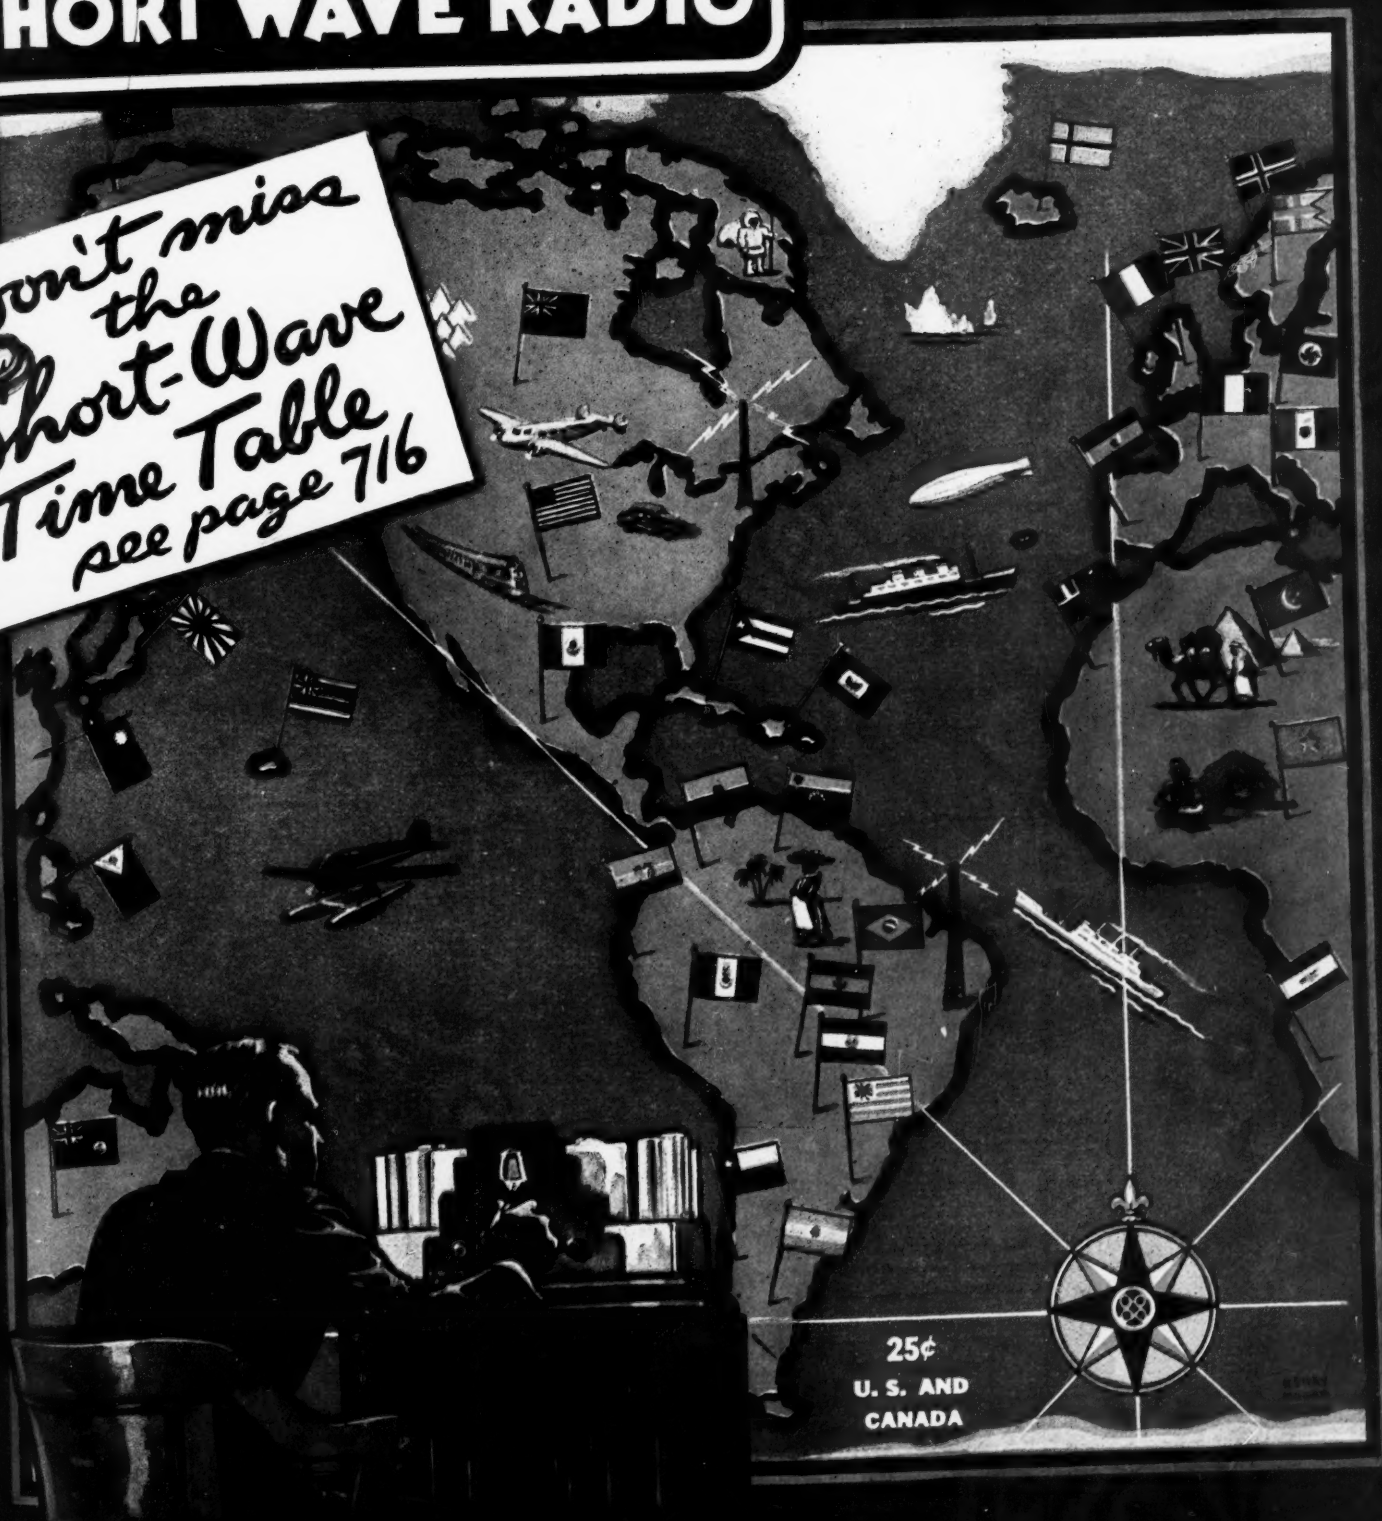 HORT WAVE RADIO
on't miss
the
hort-Wave
Time Table
see page 716
25¢
U. S. AND
CANADA